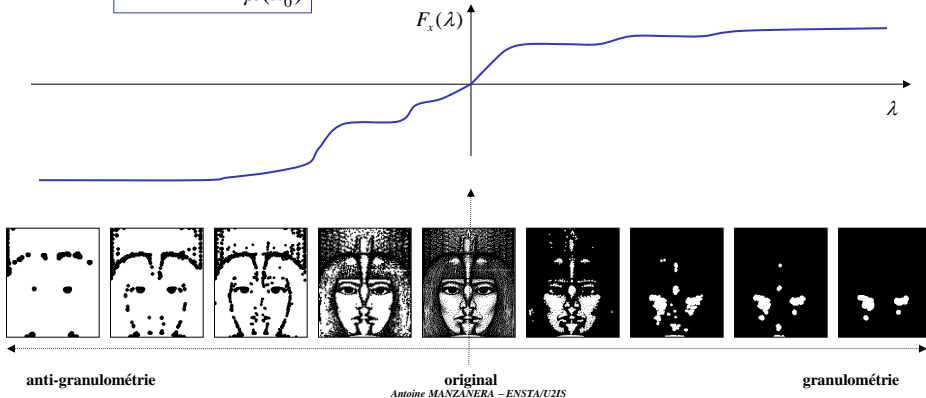 F_x(λ)
λ
anti-granulométrie
original
granulométrie
Antoine MANZANERA – ENSTA/U2IS